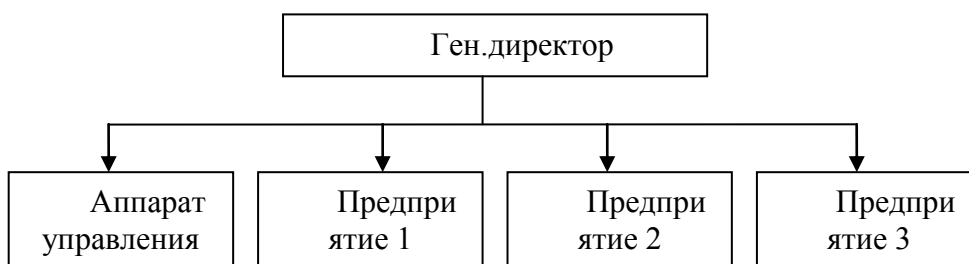 Ген.директор
Аппарат
управления
Предпри
ятие 1
Предпри
ятие 2
Предпри
ятие 3